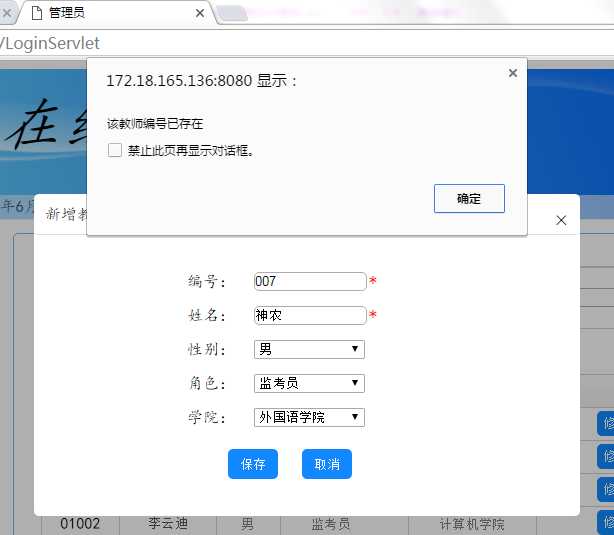 管理员
/LoginServlet
在
172.18.165.136:8080 显示：
该教师编号已存在
禁止此页再显示对话框。
确定
年6月
新增教
编号： 007 *
姓名： 神农 *
性别： 男
角色： 监考员
学院： 外国语学院
保存 取消
修
修
修
修
01002 李云迪 男 监考员 计算机学院